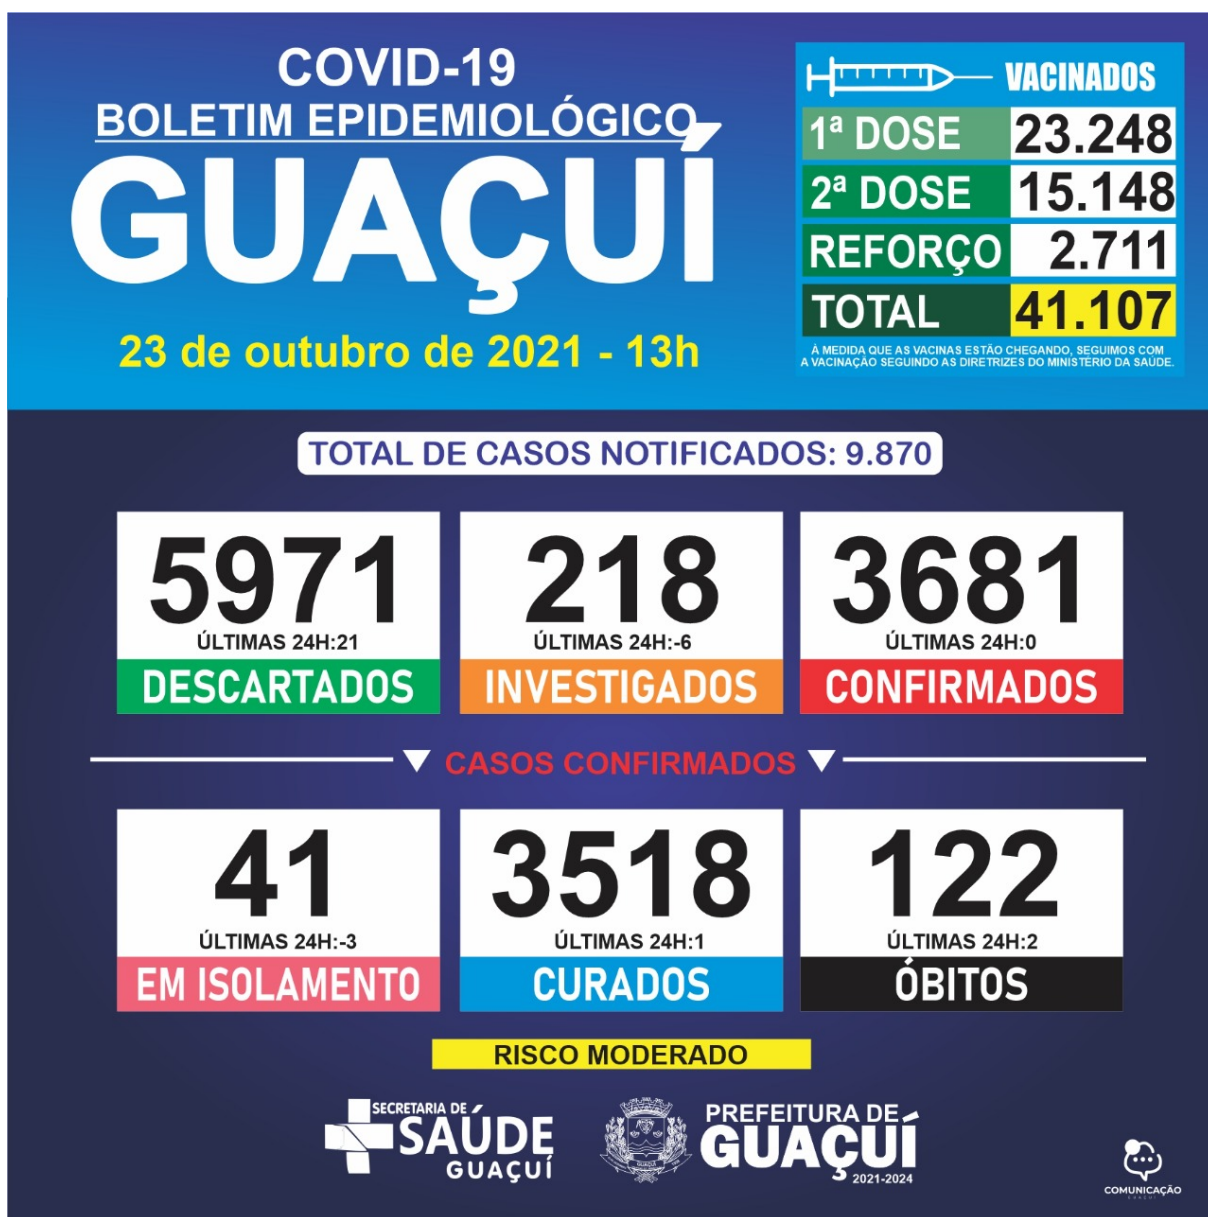 COVID-19
BOLETIM EPIDEMIOLÓGICO
GUAÇUÍ
23 de outubro de 2021 - 13h
VACINADOS
1ª DOSE 23.248
2ª DOSE 15.148
REFORÇO 2.711
TOTAL 41.107
À MEDIDA QUE AS VACINAS ESTÃO CHEGANDO, SEGUIMOS COM
A VACINAÇÃO SEGUINDO AS DIRETRIZES DO MINISTÉRIO DA SAÚDE.
TOTAL DE CASOS NOTIFICADOS: 9.870
5971
ÚLTIMAS 24H:21
DESCARTADOS
218
ÚLTIMAS 24H:-6
INVESTIGADOS
3681
ÚLTIMAS 24H:0
CONFIRMADOS
CASOS CONFIRMADOS
41
ÚLTIMAS 24H:-3
EM ISOLAMENTO
3518
ÚLTIMAS 24H:1
CURADOS
122
ÚLTIMAS 24H:2
ÓBITOS
RISCO MODERADO
SECRETARIA DE
SAÚDE
GUAÇUÍ
GUAÇUÍ
PREFEITURA DE
GUAÇUÍ
2021-2024
COMUNICAÇÃO